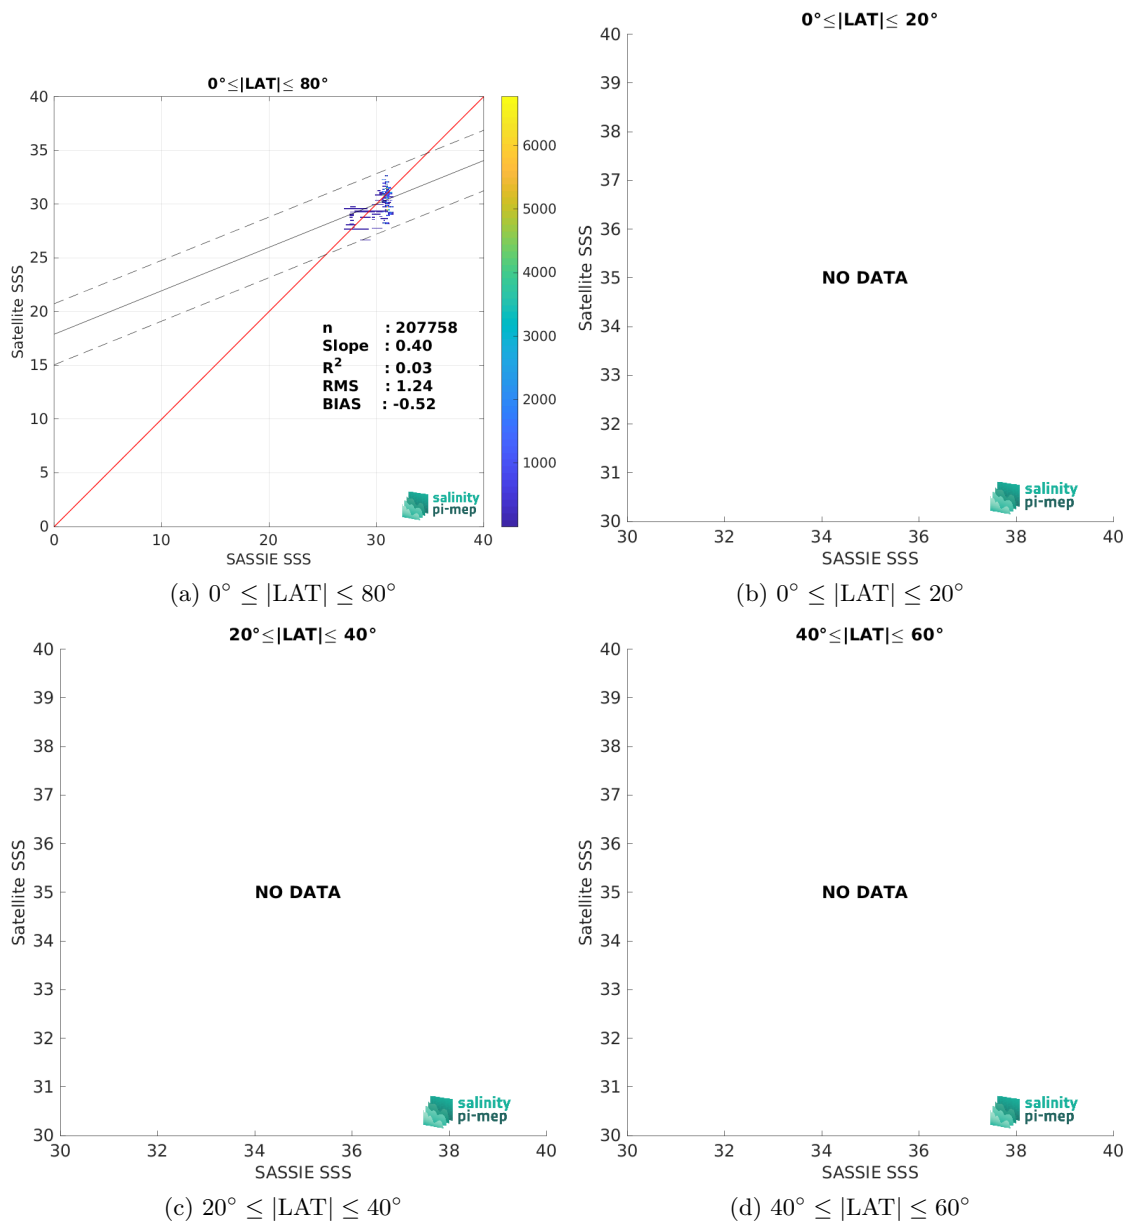 0°≤|LAT|≤ 80°
40
35
30
25
20
15
10
5
0
Satellite SSS
0 10 20 30 40
SASSIE SSS
n : 207758
Slope : 0.40
R² : 0.03
RMS : 1.24
BIAS : -0.52
salinity
pi-mep
6000
5000
4000
3000
2000
1000
(a) 0° ≤ |LAT| ≤ 80°
0°≤|LAT|≤ 20°
40
39
38
37
36
35
34
33
32
31
30
Satellite SSS
NO DATA
salinity
pi-mep
30 32 34 36 38 40
SASSIE SSS
(b) 0° ≤ |LAT| ≤ 20°
20°≤|LAT|≤ 40°
40
39
38
37
36
35
34
33
32
31
30
Satellite SSS
NO DATA
salinity
pi-mep
30 32 34 36 38 40
SASSIE SSS
(c) 20° ≤ |LAT| ≤ 40°
40°≤|LAT|≤ 60°
40
39
38
37
36
35
34
33
32
31
30
Satellite SSS
NO DATA
salinity
pi-mep
30 32 34 36 38 40
SASSIE SSS
(d) 40° ≤ |LAT| ≤ 60°